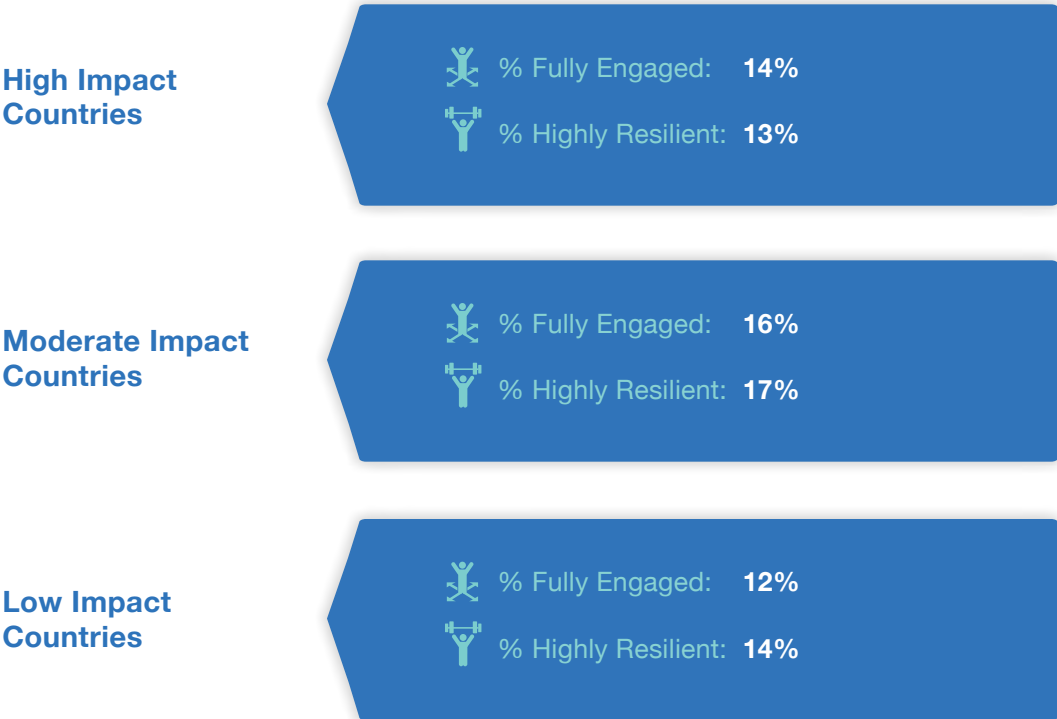 High Impact
Countries
% Fully Engaged: 14%
% Highly Resilient: 13%
Moderate Impact
Countries
% Fully Engaged: 16%
% Highly Resilient: 17%
Low Impact
Countries
% Fully Engaged: 12%
% Highly Resilient: 14%